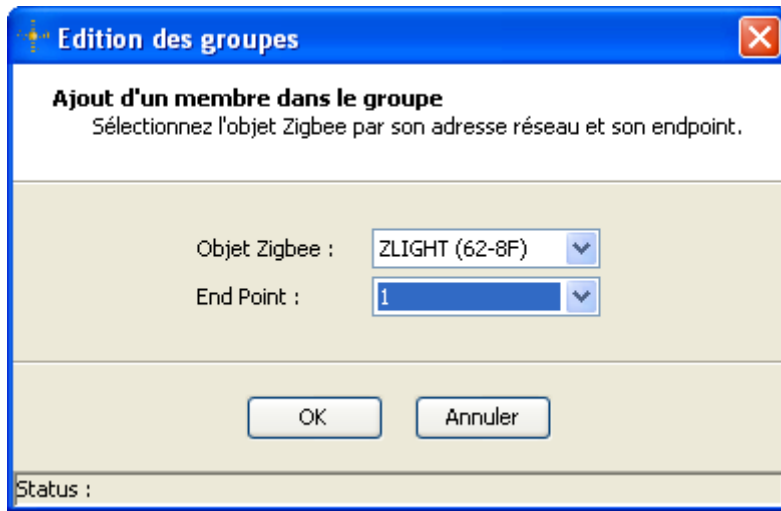 Edition des groupes
Ajout d'un membre dans le groupe
Sélectionnez l'objet Zigbee par son adresse réseau et son endpoint.
Objet Zigbee : ZLIGHT (62-8F)
End Point : 1
OK Annuler
Status :